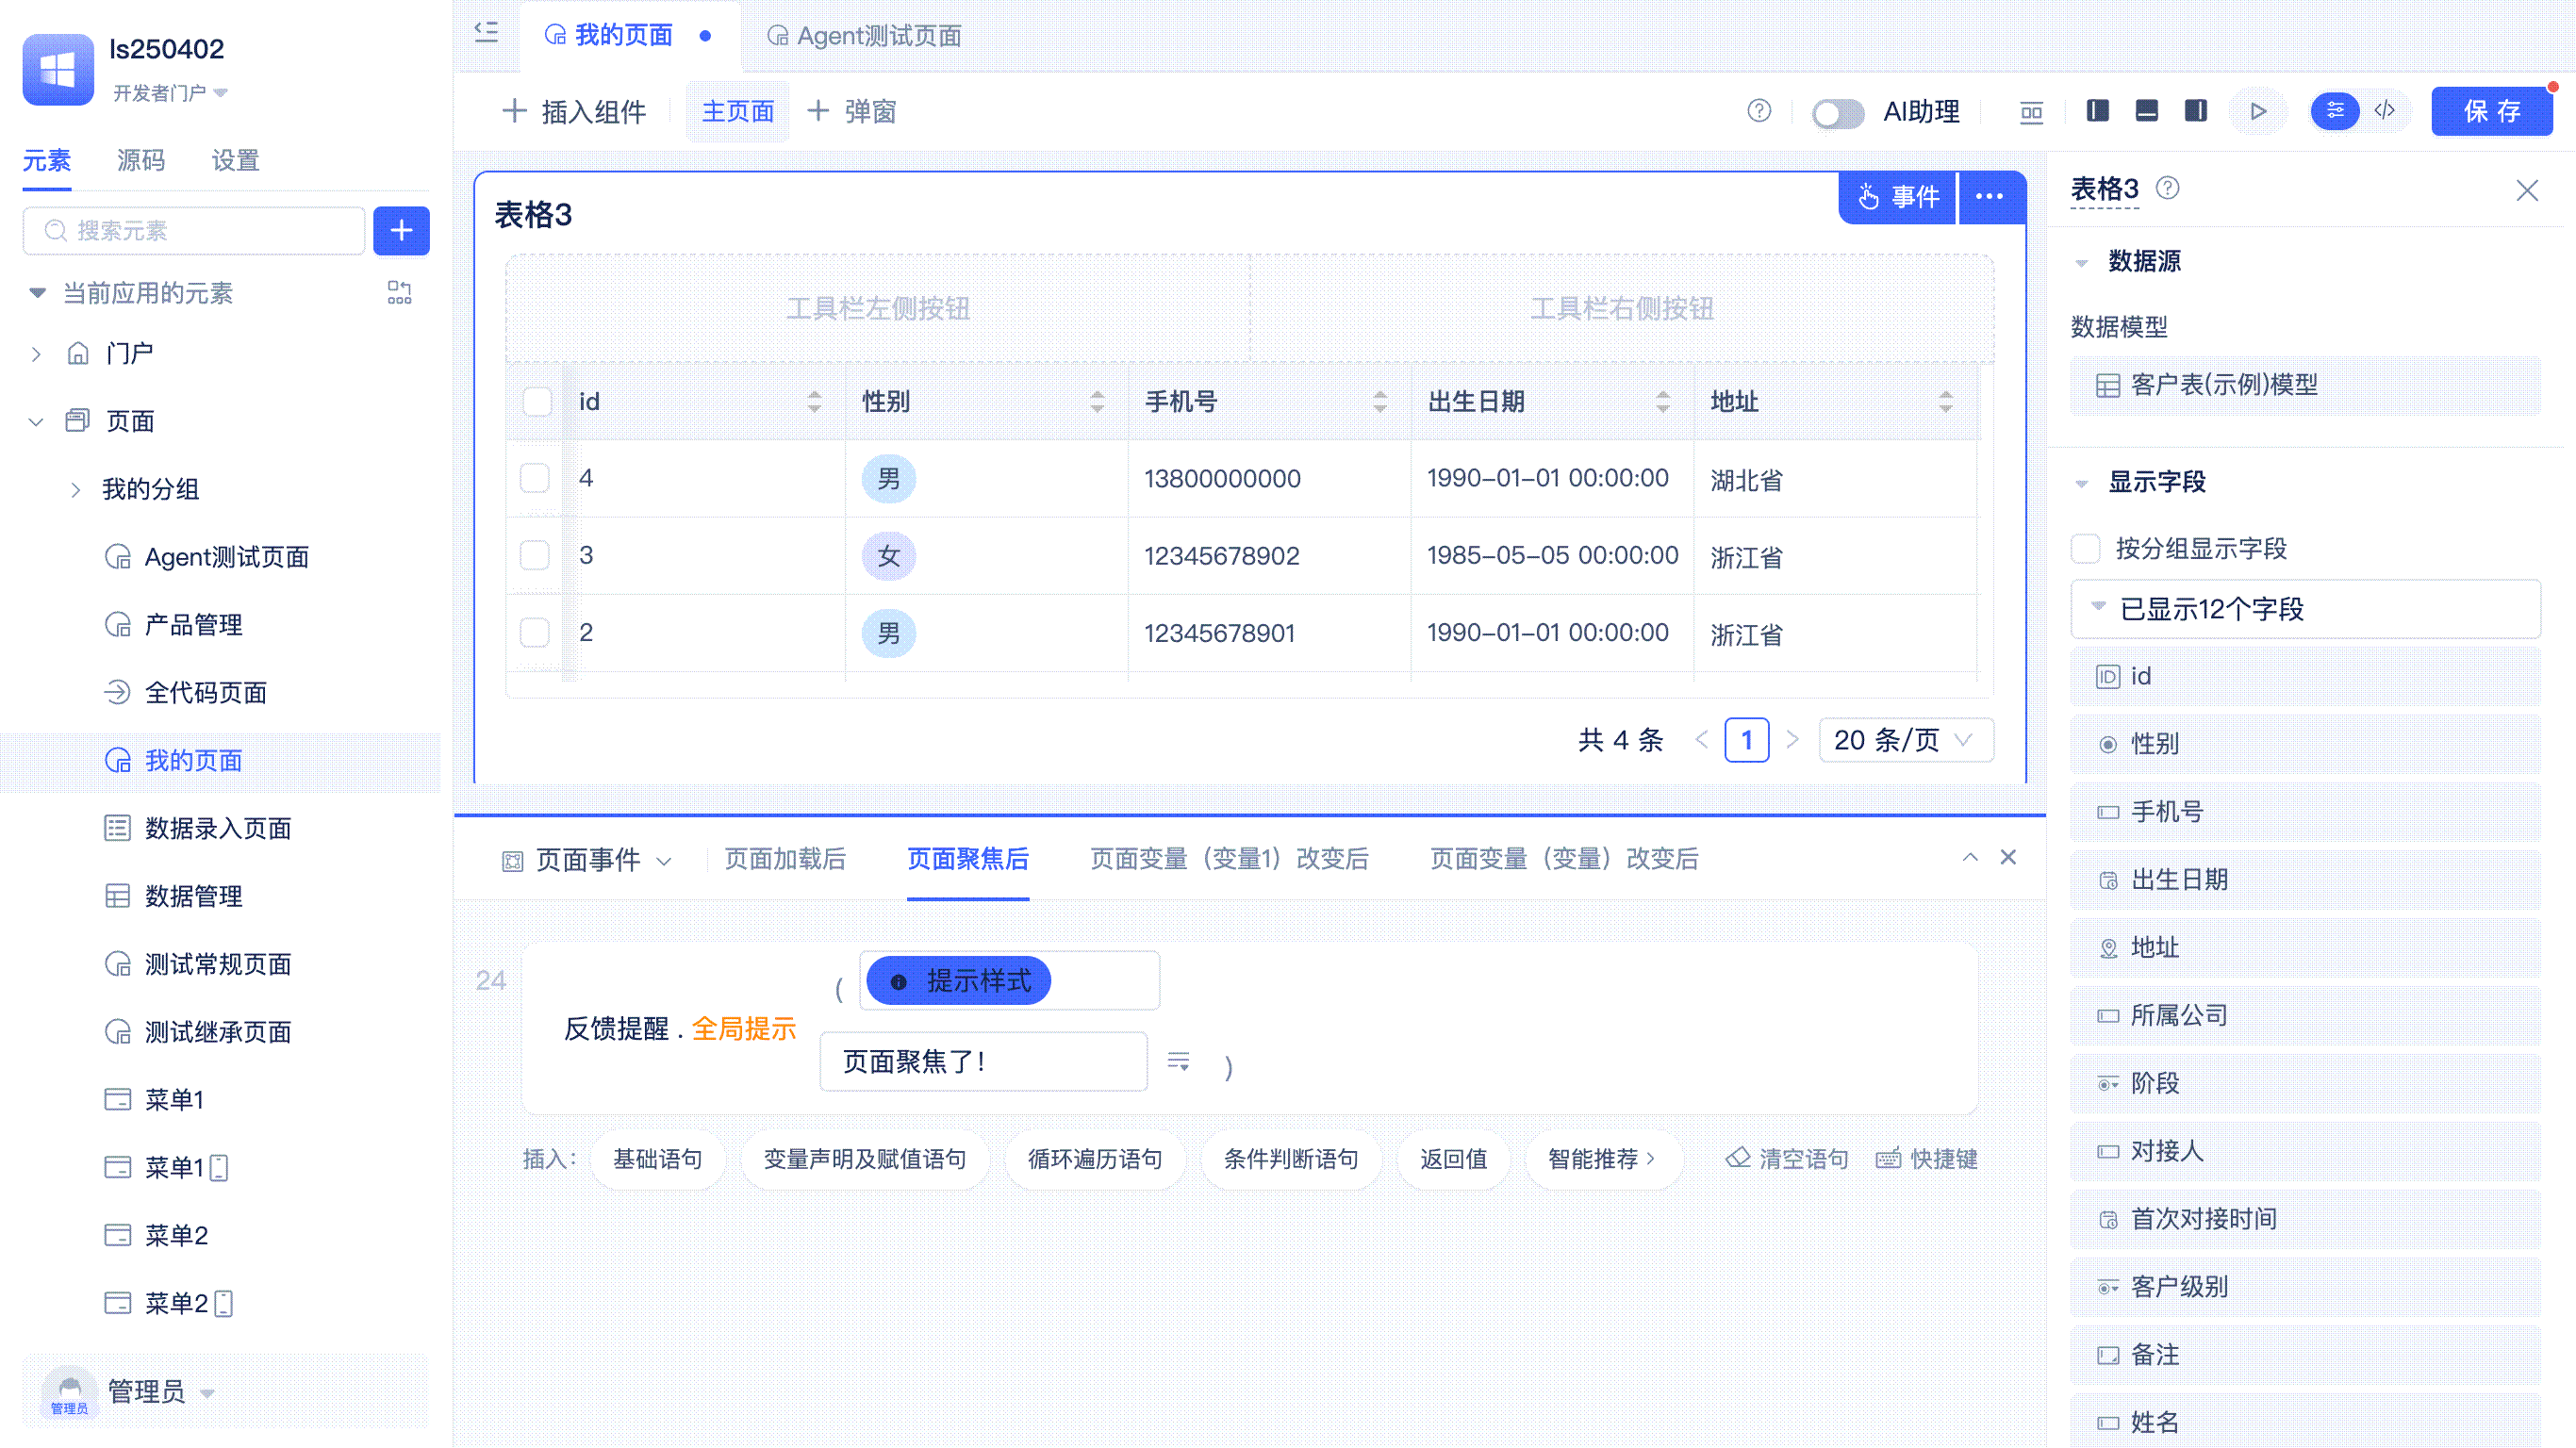 ls250402
开发者门户
元素
源码
设置
搜索元素
当前应用的元素
门户
页面
我的分组
Agent测试页面
产品管理
全代码页面
我的页面
数据录入页面
数据管理
测试常规页面
测试继承页面
菜单1
菜单1
菜单2
菜单2
管理员
管理员
我的页面
Agent测试页面
插入组件
主页面
弹窗
AI助理
保存
表格3
事件
工具栏左侧按钮
工具栏右侧按钮
id 性别 手机号 出生日期 地址
4 男 13800000000 1990-01-01 00:00:00 湖北省
3 女 12345678902 1985-05-05 00:00:00 浙江省
2 男 12345678901 1990-01-01 00:00:00 浙江省
共 4 条 1 20 条/页
页面事件 页面加载后 页面聚焦后 页面变量（变量1）改变后 页面变量（变量）改变后
24
( 提示样式
反馈提醒 . 全局提示
页面聚焦了! )
插入: 基础语句 变量声明及赋值语句 循环遍历语句 条件判断语句 返回值 智能推荐 清空语句 快捷键
表格3
数据源
数据模型
客户表(示例)模型
显示字段
按分组显示字段
已显示12个字段
id
性别
手机号
出生日期
地址
所属公司
阶段
对接人
首次对接时间
客户级别
备注
姓名